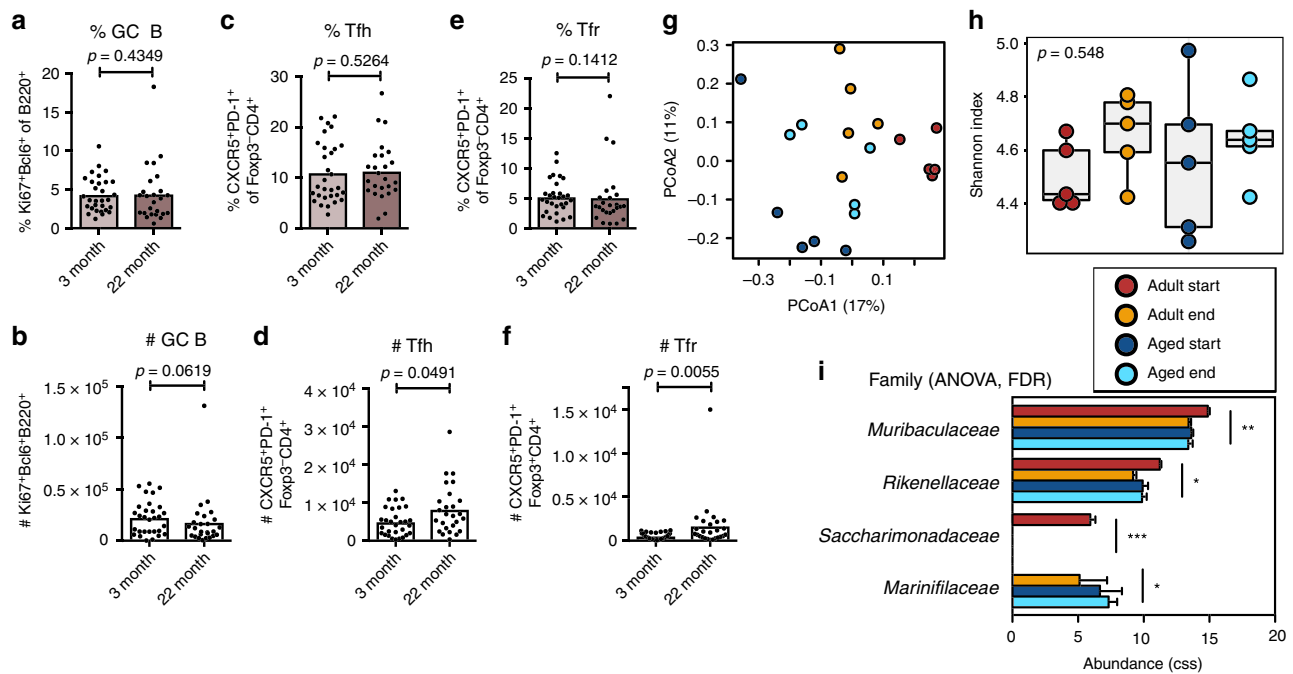 a
% GC B
p = 0.4349
% Ki67⁺Bcl6⁺ of B220⁺
20
15
10
5
0
3 month
22 month
c
% Tfh
p = 0.5264
% CXCR5⁺PD-1⁺
of Foxp3⁻CD4⁺
30
20
10
0
3 month
22 month
e
% Tfr
p = 0.1412
% CXCR5⁺PD-1⁺
of Foxp3⁻CD4⁺
25
20
15
10
5
0
3 month
22 month
g
PCoA2 (11%)
0.3
0.2
0.1
0.0
−0.1
−0.2
−0.3
−0.1
0.1
PCoA1 (17%)
h
p = 0.548
Shannon index
5.0
4.8
4.6
4.4
Adult start
Adult end
Aged start
Aged end
b
# GC B
p = 0.0619
# Ki67⁺Bcl6⁺B220⁺
1.5 × 10⁵
1.0 × 10⁵
0.5 × 10⁵
0
3 month
22 month
d
# Tfh
p = 0.0491
# CXCR5⁺PD-1⁺
Foxp3⁻CD4⁺
4 × 10⁴
3 × 10⁴
2 × 10⁴
1 × 10⁴
0
3 month
22 month
f
# Tfr
p = 0.0055
# CXCR5⁺PD-1⁺
Foxp3⁺CD4⁺
1.5 × 10⁴
1 × 10⁴
0.5 × 10⁴
0
3 month
22 month
i
Family (ANOVA, FDR)
Muribaculaceae
**
Rikenellaceae
*
Saccharimonadaceae
***
Marinifilaceae
*
0
5
10
15
20
Abundance (css)